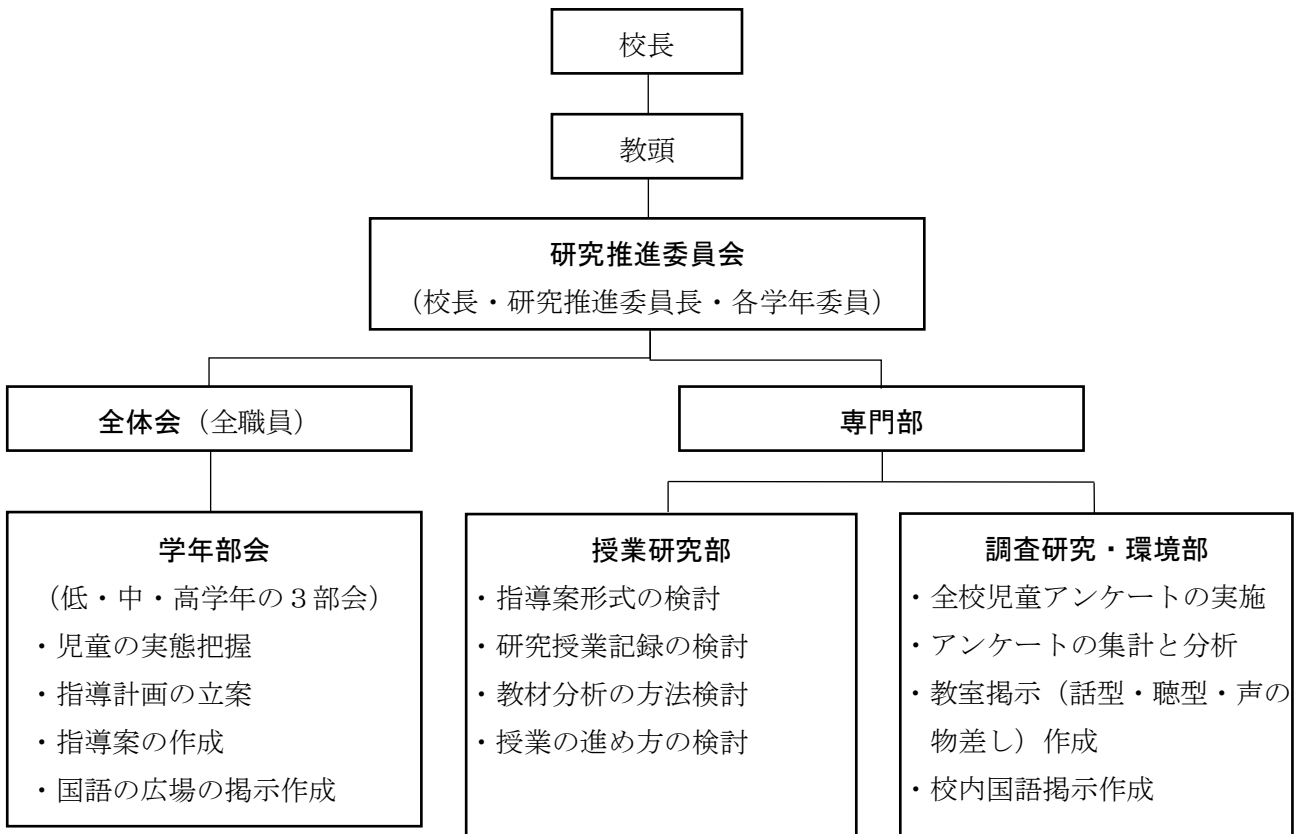 校長
教頭
研究推進委員会
（校長・研究推進委員長・各学年委員）
全体会（全職員）
専門部
学年部会
（低・中・高学年の３部会）
・児童の実態把握
・指導計画の立案
・指導案の作成
・国語の広場の掲示作成
授業研究部
・指導案形式の検討
・研究授業記録の検討
・教材分析の方法検討
・授業の進め方の検討
調査研究・環境部
・全校児童アンケートの実施
・アンケートの集計と分析
・教室掲示（話型・聴型・声の
物差し）作成
・校内国語掲示作成